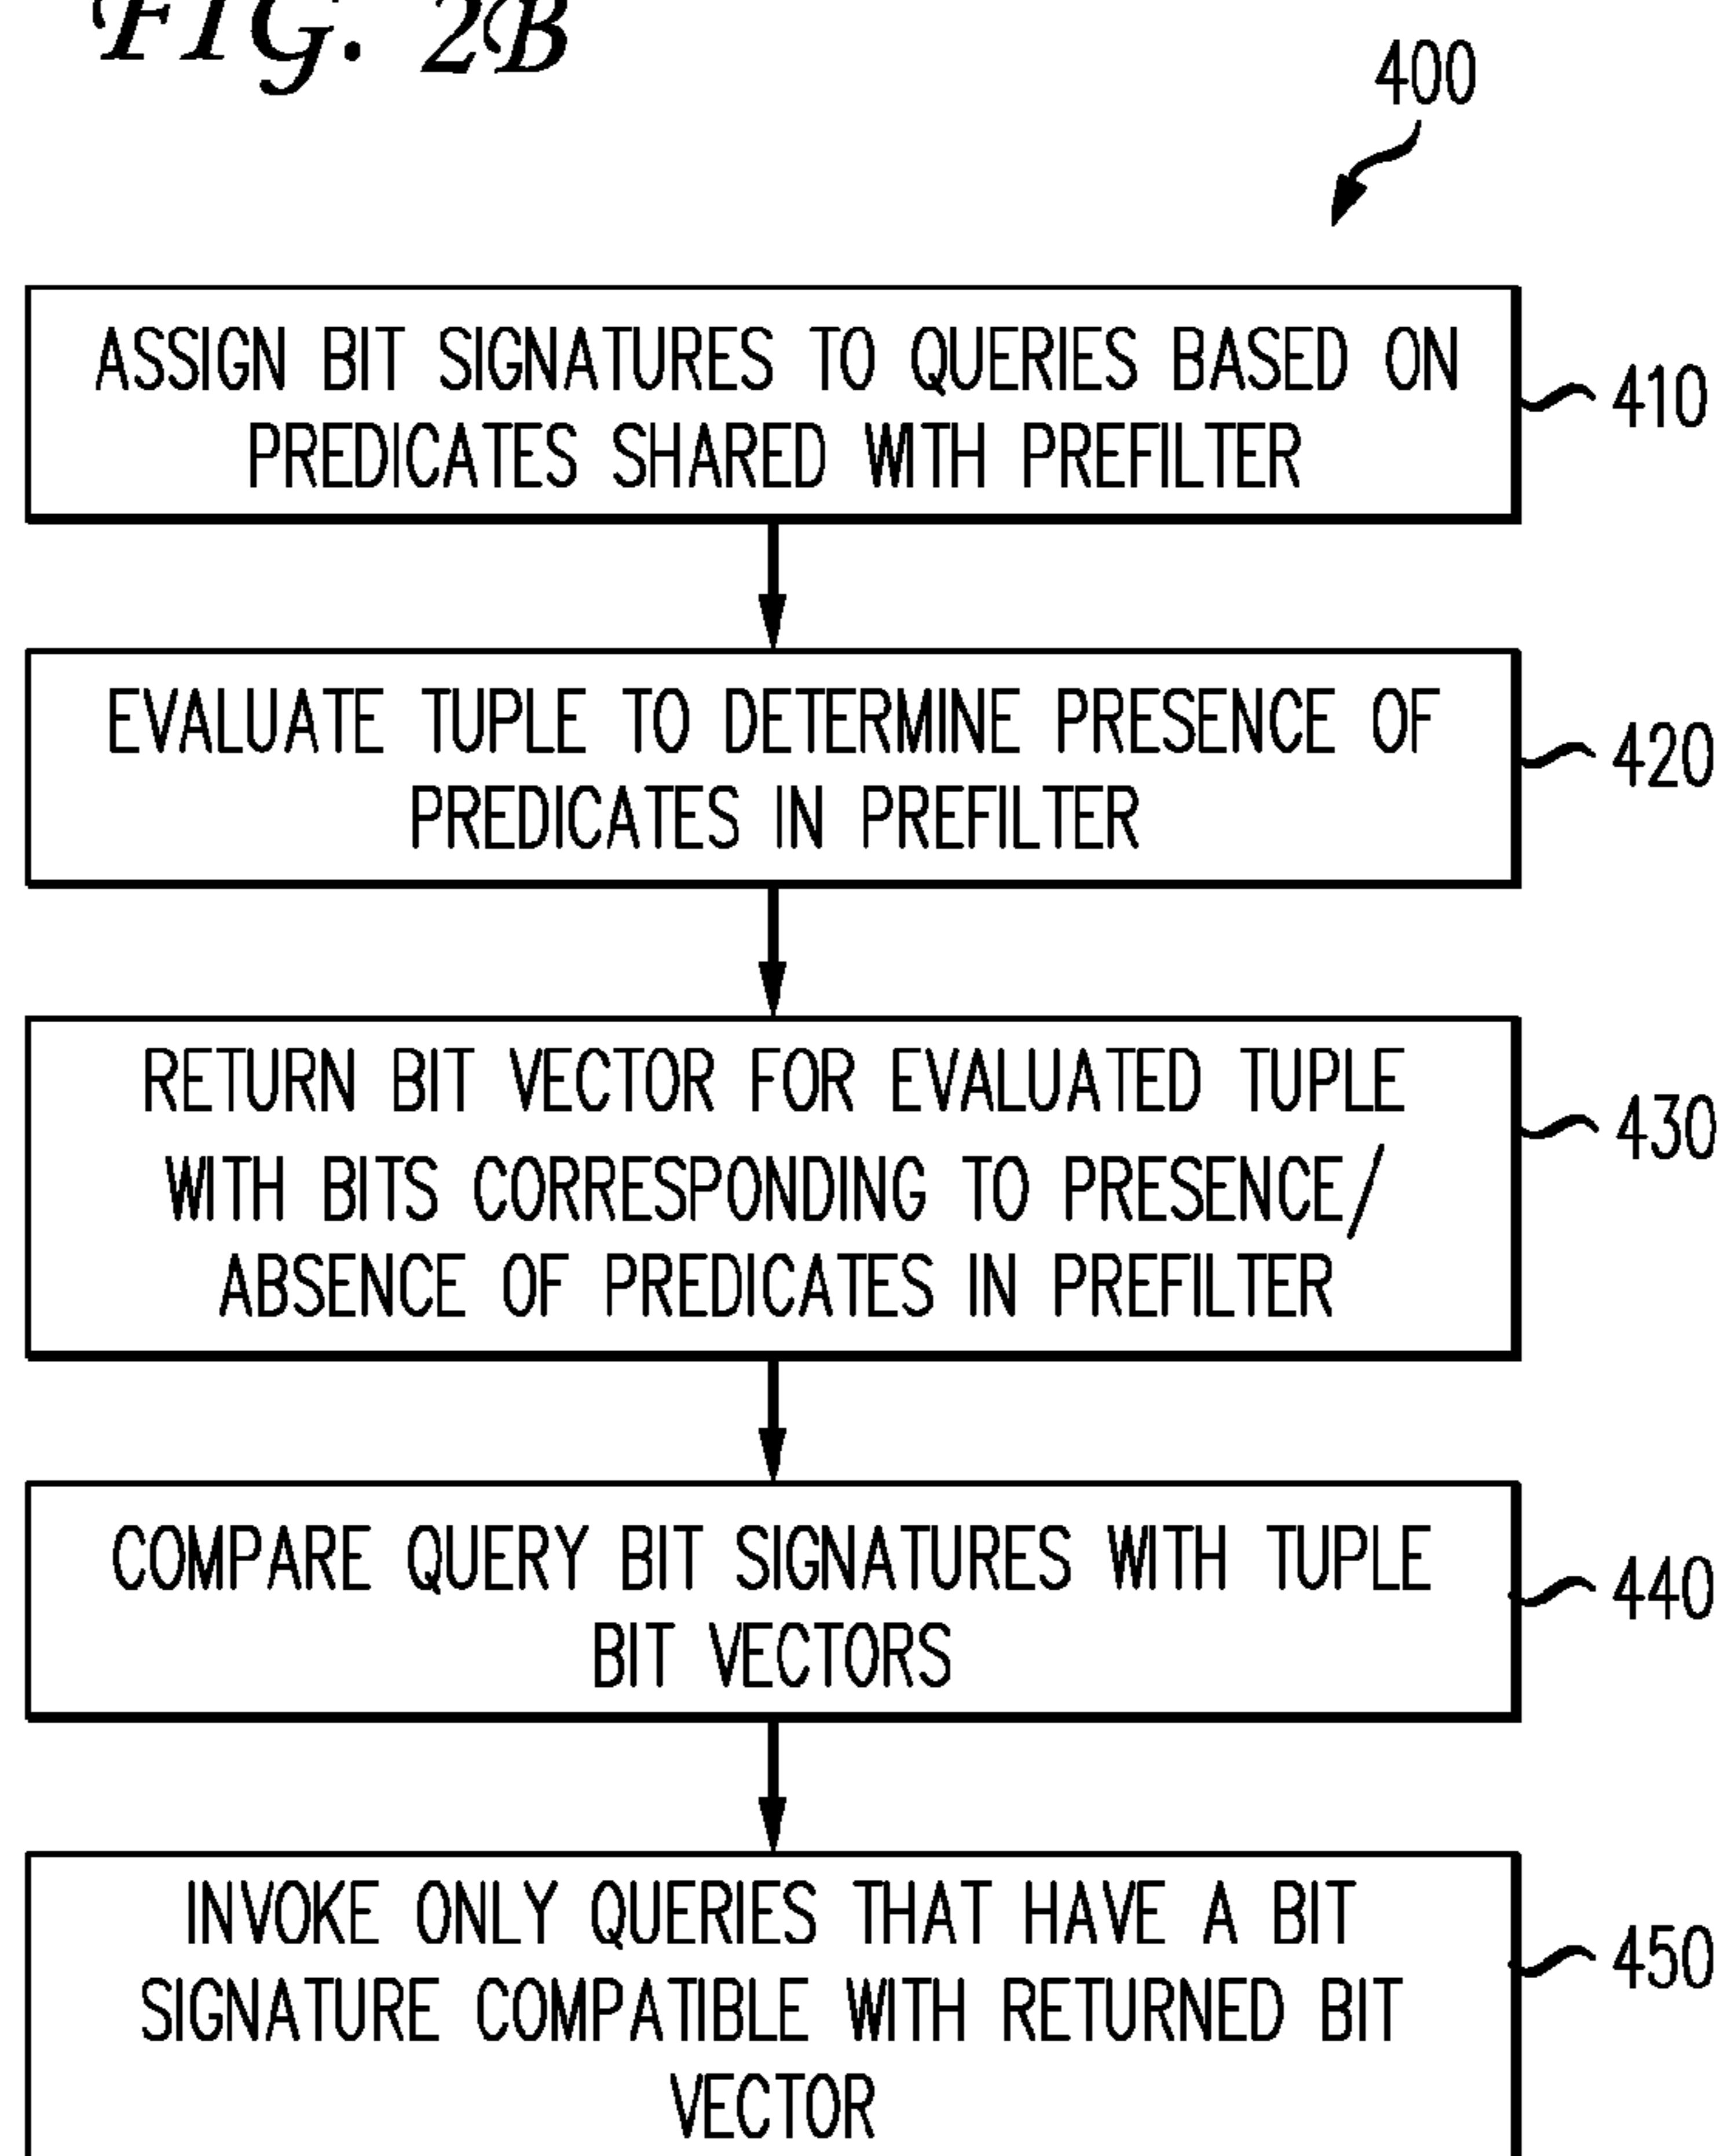 FIG. 2B
400
ASSIGN BIT SIGNATURES TO QUERIES BASED ON
PREDICATES SHARED WITH PREFILTER
410
EVALUATE TUPLE TO DETERMINE PRESENCE OF
PREDICATES IN PREFILTER
420
RETURN BIT VECTOR FOR EVALUATED TUPLE
WITH BITS CORRESPONDING TO PRESENCE/
ABSENCE OF PREDICATES IN PREFILTER
430
COMPARE QUERY BIT SIGNATURES WITH TUPLE
BIT VECTORS
440
INVOKE ONLY QUERIES THAT HAVE A BIT
SIGNATURE COMPATIBLE WITH RETURNED BIT
VECTOR
450